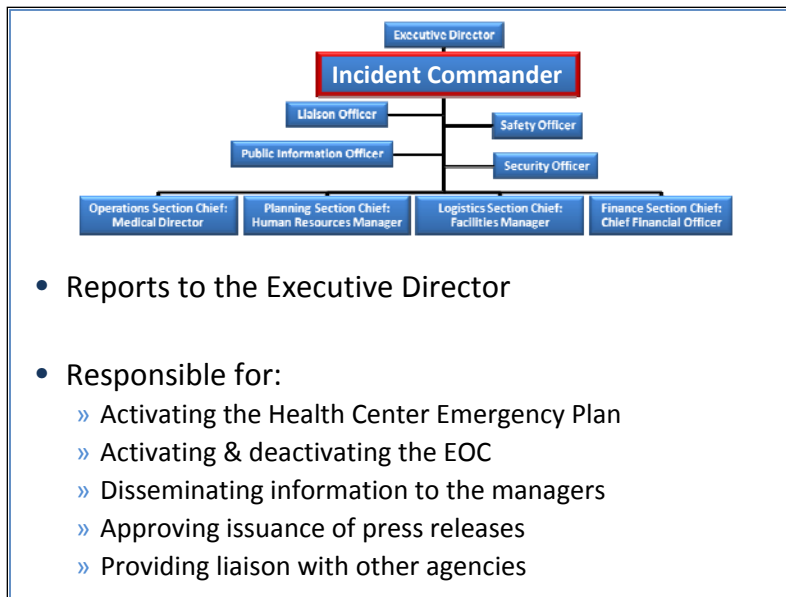 Executive Director
Incident Commander
Liaison Officer
Safety Officer
Public Information Officer
Security Officer
Operations Section Chief:
Medical Director
Planning Section Chief:
Human Resources Manager
Logistics Section Chief:
Facilities Manager
Finance Section Chief:
Chief Financial Officer
• Reports to the Executive Director
• Responsible for:
» Activating the Health Center Emergency Plan
» Activating & deactivating the EOC
» Disseminating information to the managers
» Approving issuance of press releases
» Providing liaison with other agencies